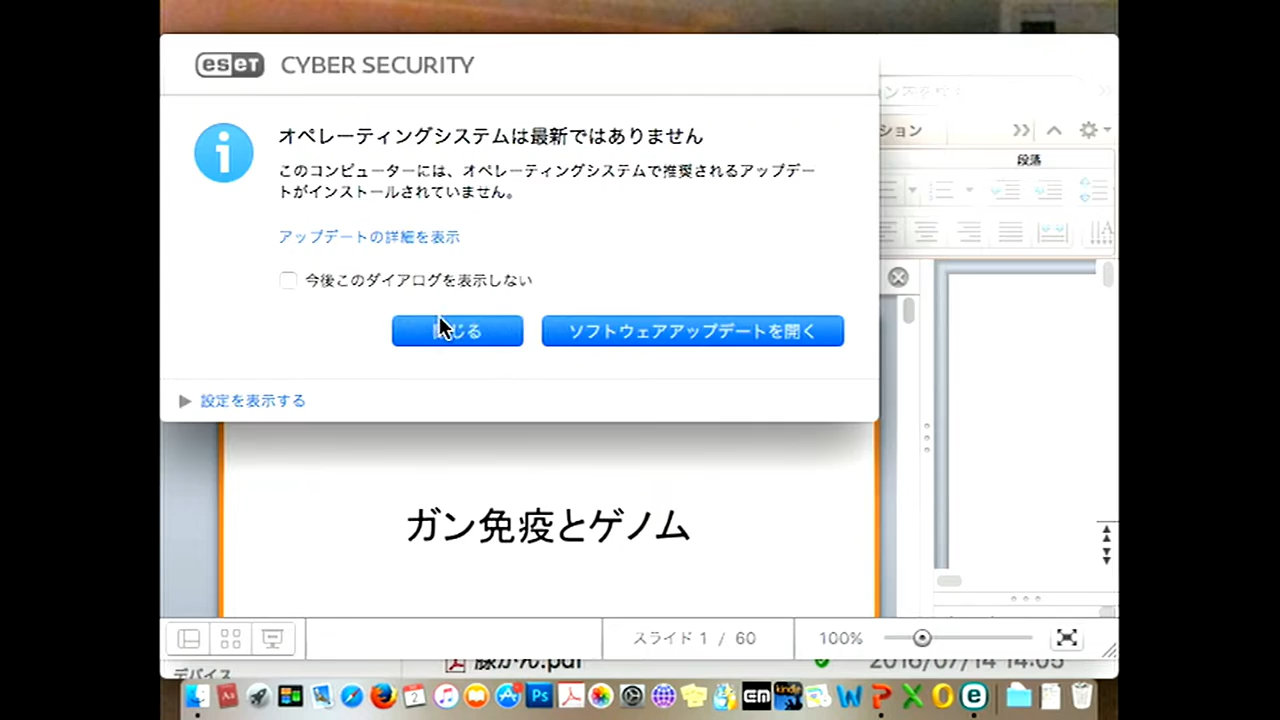 eseT CYBER SECURITY
オペレーティングシステムは最新ではありません
このコンピューターには、オペレーティングシステムで推奨されるアップデー
トがインストールされていません。
アップデートの詳細を表示
今後このダイアログを表示しない
じる
ソフトウェアアップデートを開く
設定を表示する
ション
段落
ガン免疫とゲノム
スライド 1 / 60
100%
デバイス
腺がん.pdf
2016/07/14 14:05
Ps
kindle
W
P
X
O
e